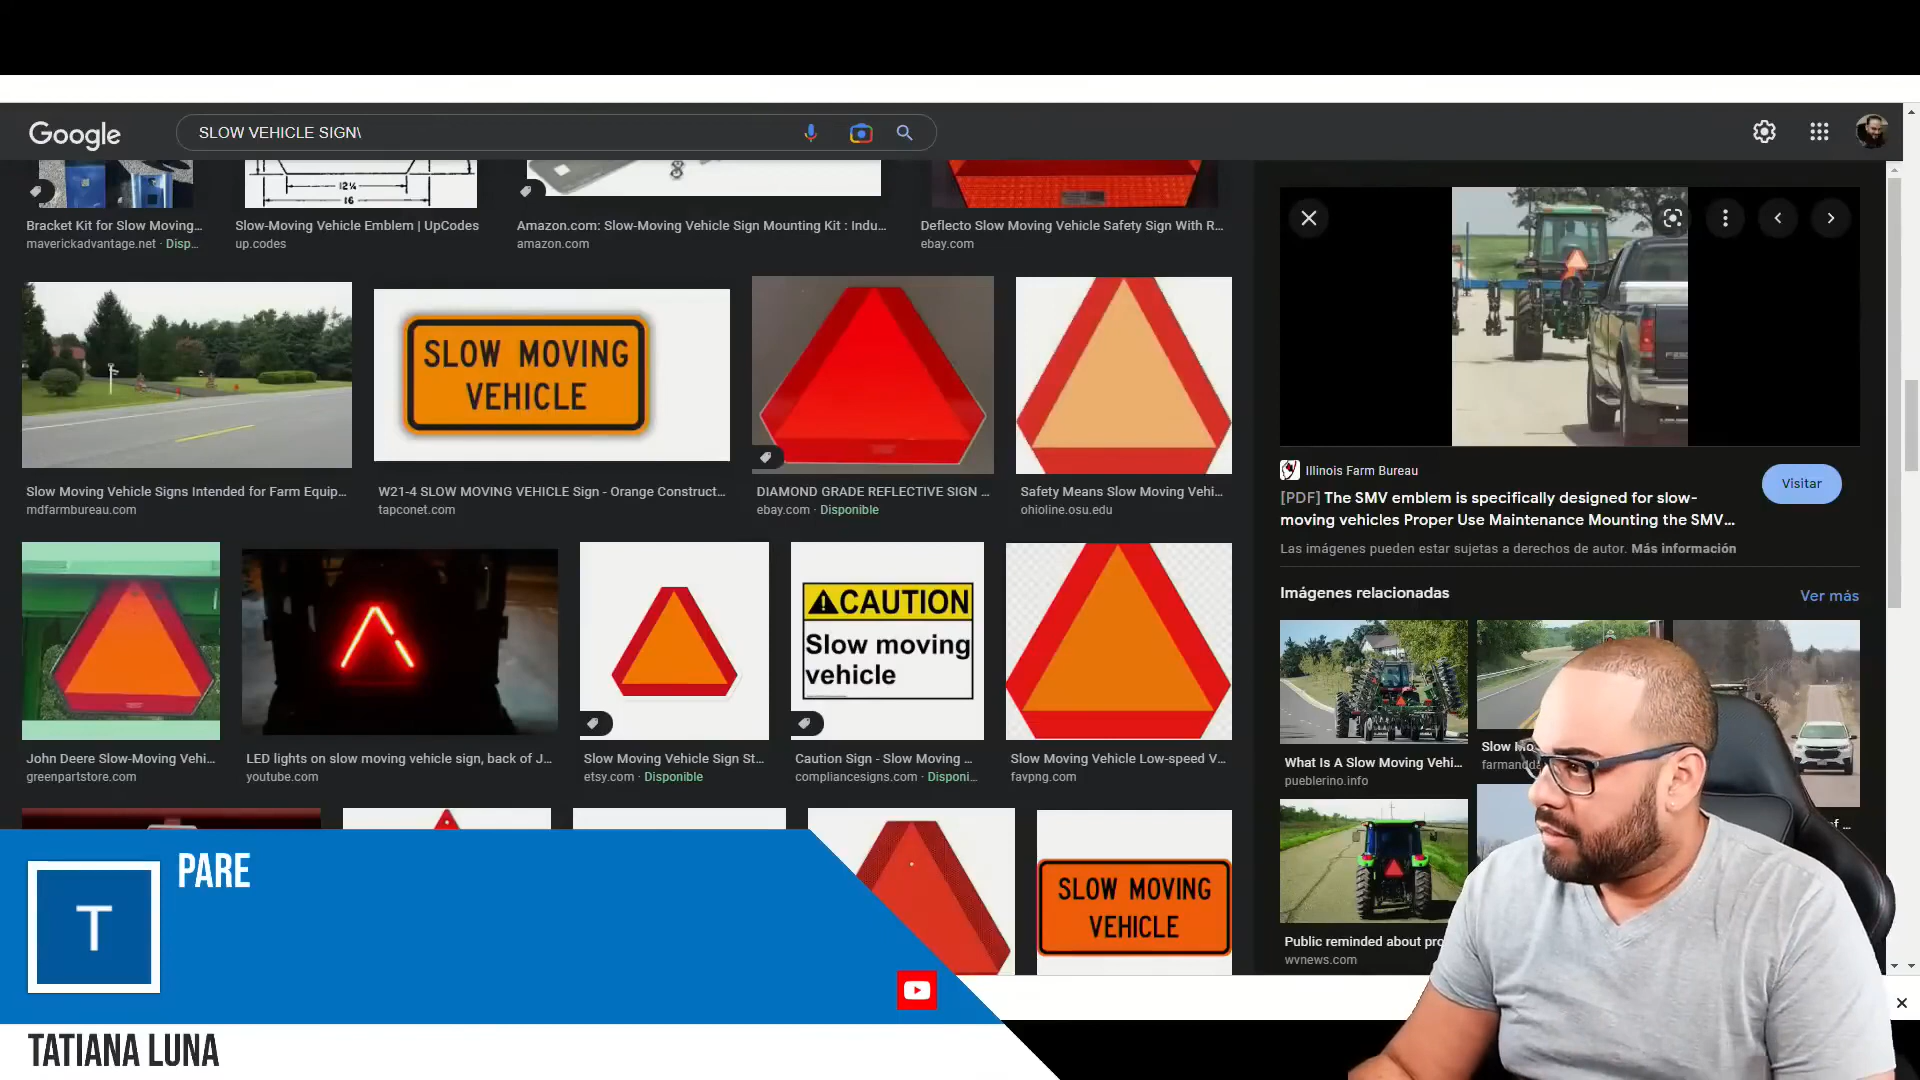 Google
SLOW VEHICLE SIGN\
12¼
16
Bracket Kit for Slow Moving...
maverickadvantage.net · Disp...
Slow-Moving Vehicle Emblem | UpCodes
up.codes
Amazon.com: Slow-Moving Vehicle Sign Mounting Kit : Indu...
amazon.com
Deflecto Slow Moving Vehicle Safety Sign With R...
ebay.com
SLOW MOVING
VEHICLE
Slow Moving Vehicle Signs Intended for Farm Equip...
mdfarmbureau.com
W21-4 SLOW MOVING VEHICLE Sign - Orange Construct...
tapconet.com
DIAMOND GRADE REFLECTIVE SIGN ...
ebay.com · Disponible
Safety Means Slow Moving Vehi...
ohioline.osu.edu
CAUTION
Slow moving
vehicle
John Deere Slow-Moving Vehi...
greenpartstore.com
LED lights on slow moving vehicle sign, back of J...
youtube.com
Slow Moving Vehicle Sign St...
etsy.com · Disponible
Caution Sign - Slow Moving ...
compliancesigns.com · Disponi...
Slow Moving Vehicle Low-speed V...
favpng.com
SLOW MOVING
VEHICLE
Illinois Farm Bureau
[PDF] The SMV emblem is specifically designed for slow-
moving vehicles Proper Use Maintenance Mounting the SMV...
Visitar
Las imágenes pueden estar sujetas a derechos de autor. Más información
Imágenes relacionadas
Ver más
What Is A Slow Moving Vehi...
pueblerino.info
Slow
Public reminded about pro
wvnews.com
T
PARE
TATIANA LUNA